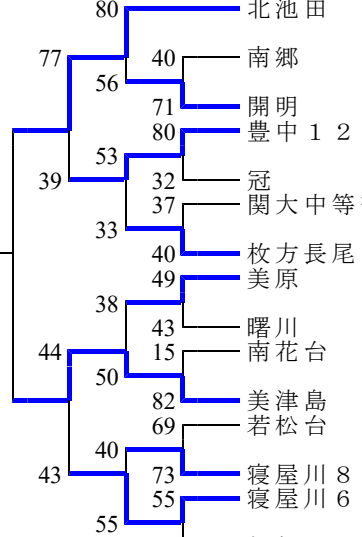 80 北池田
77 40 南郷
56
71 開明
80 豊中１２
53
39 32 冠
37 関大中等
33
40 枚方長尾
49 美原
38
43 曙川
44 15 南花台
50
82 美津島
69 若松台
40
43 73 寝屋川８
55 寝屋川６
55